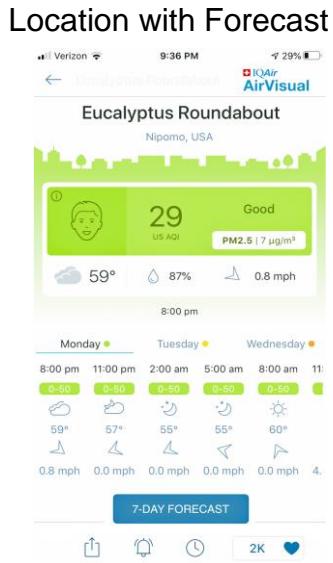 Location with Forecast
Verizon 9:36 PM 29%
IQAir
AirVisual
Eucalyptus Roundabout
Nipomo, USA
29
US AQI
Good
PM2.5 | 7 µg/m³
59° 87% 0.8 mph
8:00 pm
Monday Tuesday Wednesday
8:00 pm 11:00 pm 2:00 am 5:00 am 8:00 am 11:
0-50 0-50 0-50 0-50 0-50
59° 57° 55° 55° 60°
0.8 mph 0.0 mph 0.0 mph 0.0 mph 0.0 mph 4.
7-DAY FORECAST
2K